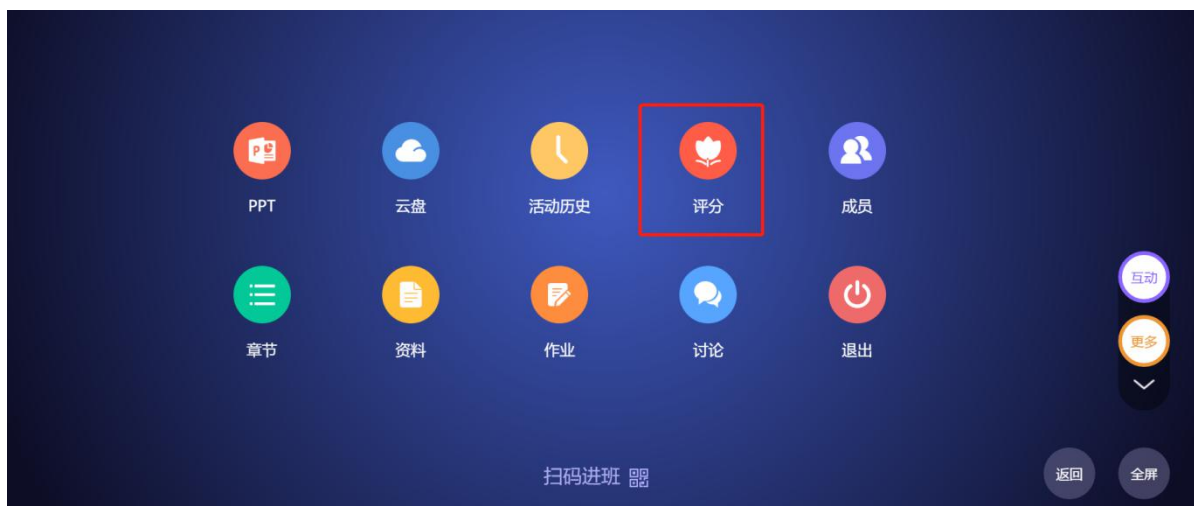 PPT 云盘 活动历史 评分 成员
互动
章节 资料 作业 讨论 退出
更多
扫码进班
返回 全屏